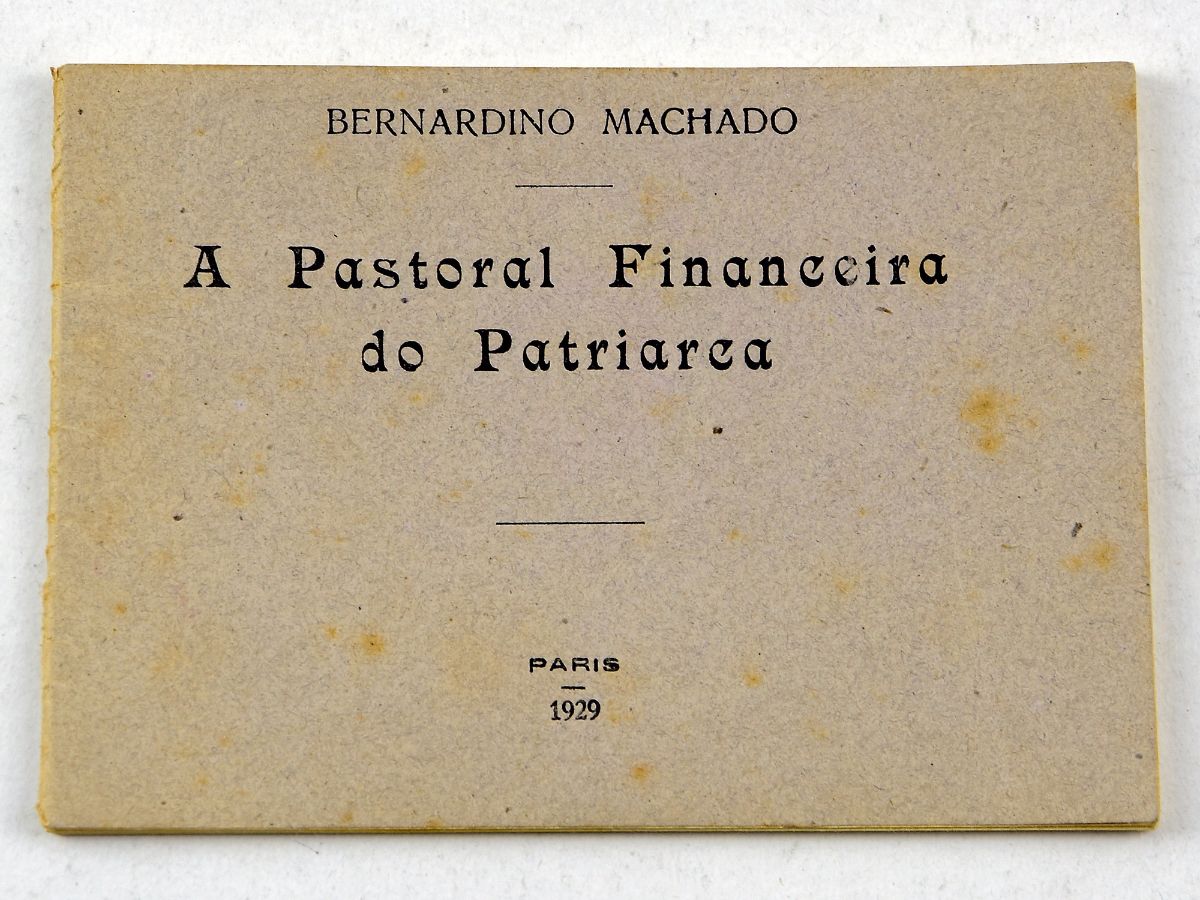 BERNARDINO MACHADO
A Pastoral Financeira
do Patriarca
PARIS
1929